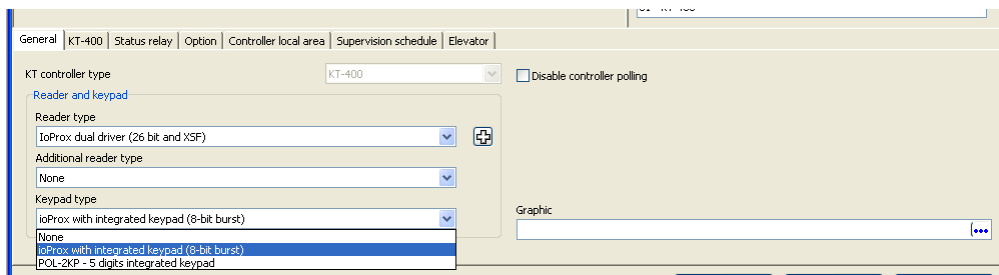 General KT-400 Status relay Option Controller local area Supervision schedule Elevator
KT controller type KT-400 Disable controller polling
Reader and keypad
Reader type
IoProx dual driver (26 bit and XSF)
Additional reader type
None
Keypad type
ioProx with integrated keypad (8-bit burst)
Graphic
None
ioProx with integrated keypad (8-bit burst)
POL-2KP - 5 digits integrated keypad